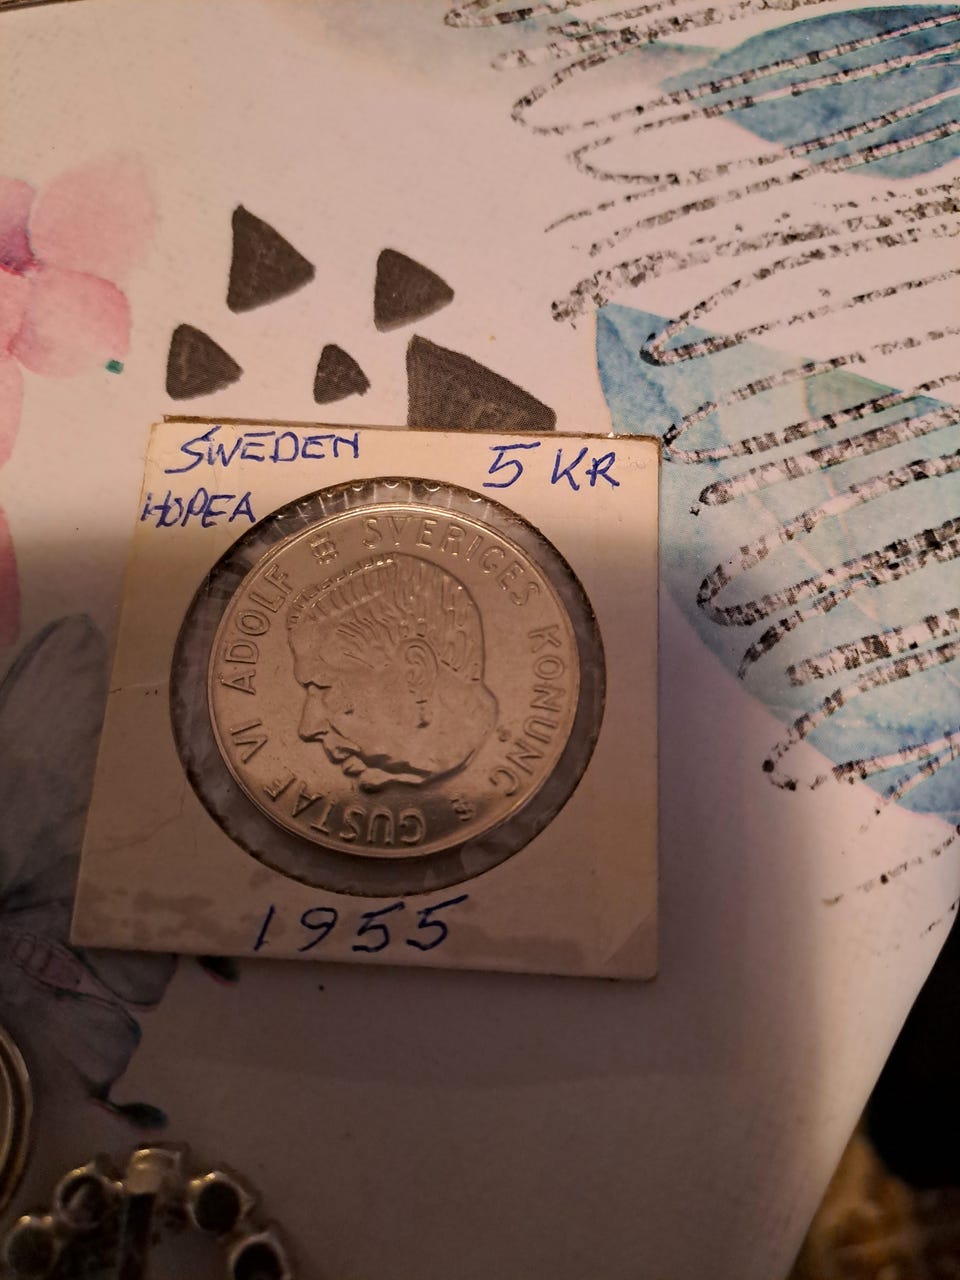 SWEDEN 5 KR
HOPEA
GUSTAF VI ADOLF SVERIGES KONUNG
1955